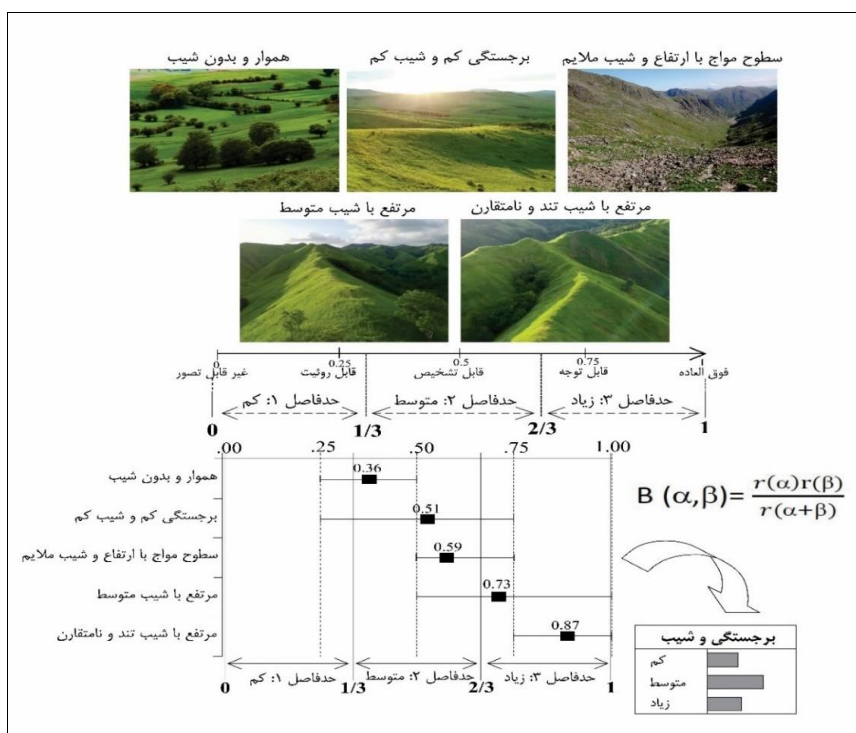 سطوح مواج با ارتفاع و شیب ملایم
برجستگی کم و شیب کم
هموار و بدون شیب
مرتفع با شیب تند و نامتقارن
مرتفع با شیب متوسط
0 0.25 0.5 0.75 1
غیر قابل تصور قابل روئیت قابل تشخیص قابل توجه فوق العاده
حدفاصل ۱: کم حدفاصل ۲: متوسط حدفاصل ۳: زیاد
0 1/3 2/3 1
.00 .25 .50 .75 1.00
هموار و بدون شیب 0.36
برجستگی کم و شیب کم 0.51
سطوح مواج با ارتفاع و شیب ملایم 0.59
مرتفع با شیب متوسط 0.73
مرتفع با شیب تند و نامتقارن 0.87
حدفاصل ۱: کم حدفاصل ۲: متوسط حدفاصل ۳: زیاد
0 1/3 2/3 1
B (α,β)= r(α)r(β) / r(α+β)
برجستگی و شیب
کم
متوسط
زیاد